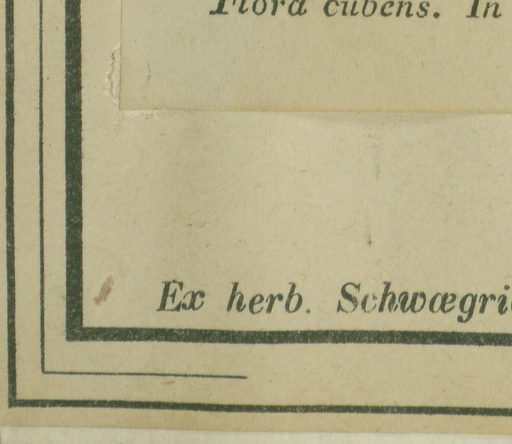 Flora cubens. In
Ex herb. Schwægri